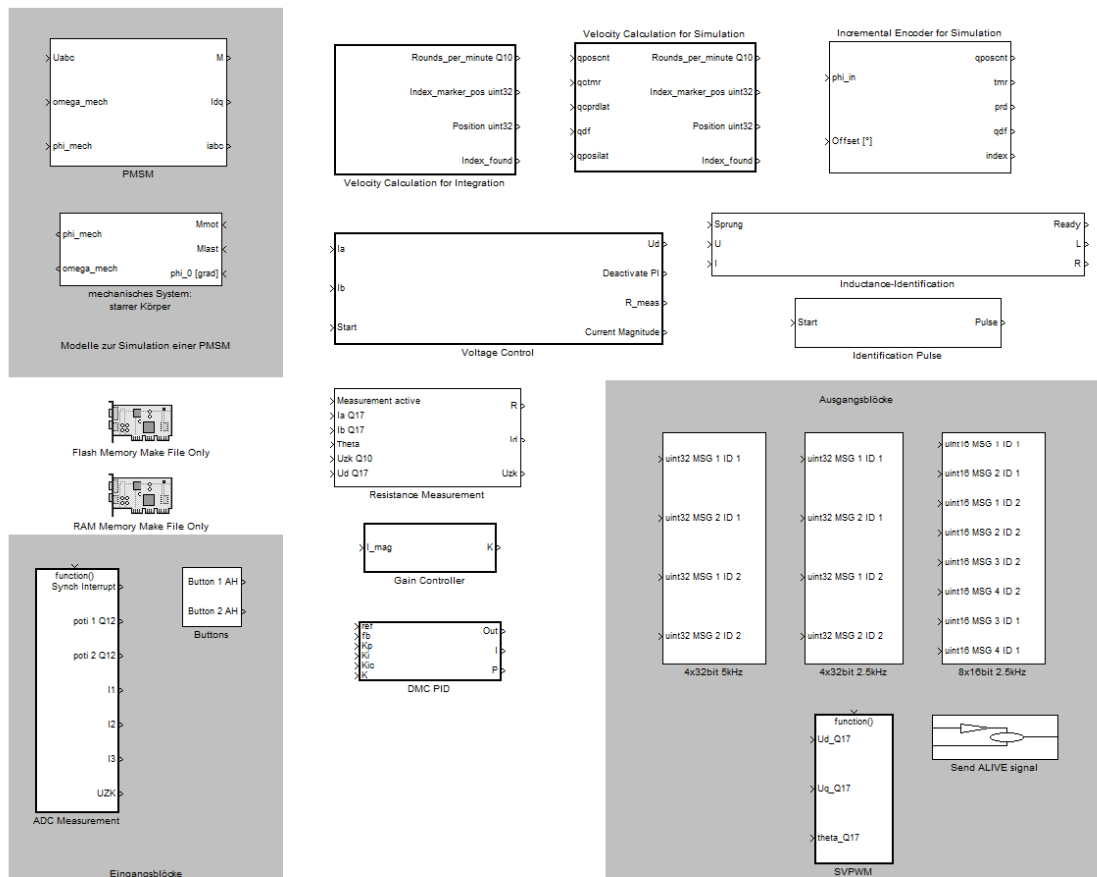 Uabc
M
omega_mech
Idq
phi_mech
iabc
PMSM
Mmot
phi_mech
Mlast
omega_mech
phi_0 [grad]
mechanisches System:
starrer Körper
Modelle zur Simulation einer PMSM
Rounds_per_minute Q10
Index_marker_pos uint32
Position uint32
Index_found
Velocity Calculation for Integration
Velocity Calculation for Simulation
qposcnt
Rounds_per_minute Q10
qctmr
Index_marker_pos uint32
qcprdlat
Position uint32
qdf
qposilat
Index_found
Incremental Encoder for Simulation
qposcnt
phi_in
tmr
prd
qdf
Offset [°]
index
Ia
Ud
Deactivate PI
Ib
R_meas
Start
Current Magnitude
Voltage Control
Sprung
Ready
U
L
I
R
Inductance-Identification
Start
Pulse
Identification Pulse
Flash Memory Make File Only
RAM Memory Make File Only
Measurement active
R
Ia Q17
Ib Q17
Theta
Id
Uzk Q10
Ud Q17
Uzk
Resistance Measurement
I_mag
K
Gain Controller
ref
Out
fb
Kp
I
Ki
Kic
P
K
DMC PID
function()
Synch Interrupt
poti 1 Q12
poti 2 Q12
I1
I2
I3
UZK
ADC Measurement
Button 1 AH
Button 2 AH
Buttons
Eingangsblöcke
Ausgangsblöcke
uint32 MSG 1 ID 1
uint32 MSG 2 ID 1
uint32 MSG 1 ID 2
uint32 MSG 2 ID 2
4x32bit 5kHz
uint32 MSG 1 ID 1
uint32 MSG 2 ID 1
uint32 MSG 1 ID 2
uint32 MSG 2 ID 2
4x32bit 2.5kHz
uint16 MSG 1 ID 1
uint16 MSG 2 ID 1
uint16 MSG 1 ID 2
uint16 MSG 2 ID 2
uint16 MSG 3 ID 2
uint16 MSG 4 ID 2
uint16 MSG 3 ID 1
uint16 MSG 4 ID 1
8x16bit 2.5kHz
function()
Ud_Q17
Uq_Q17
theta_Q17
SVPWM
Send ALIVE signal